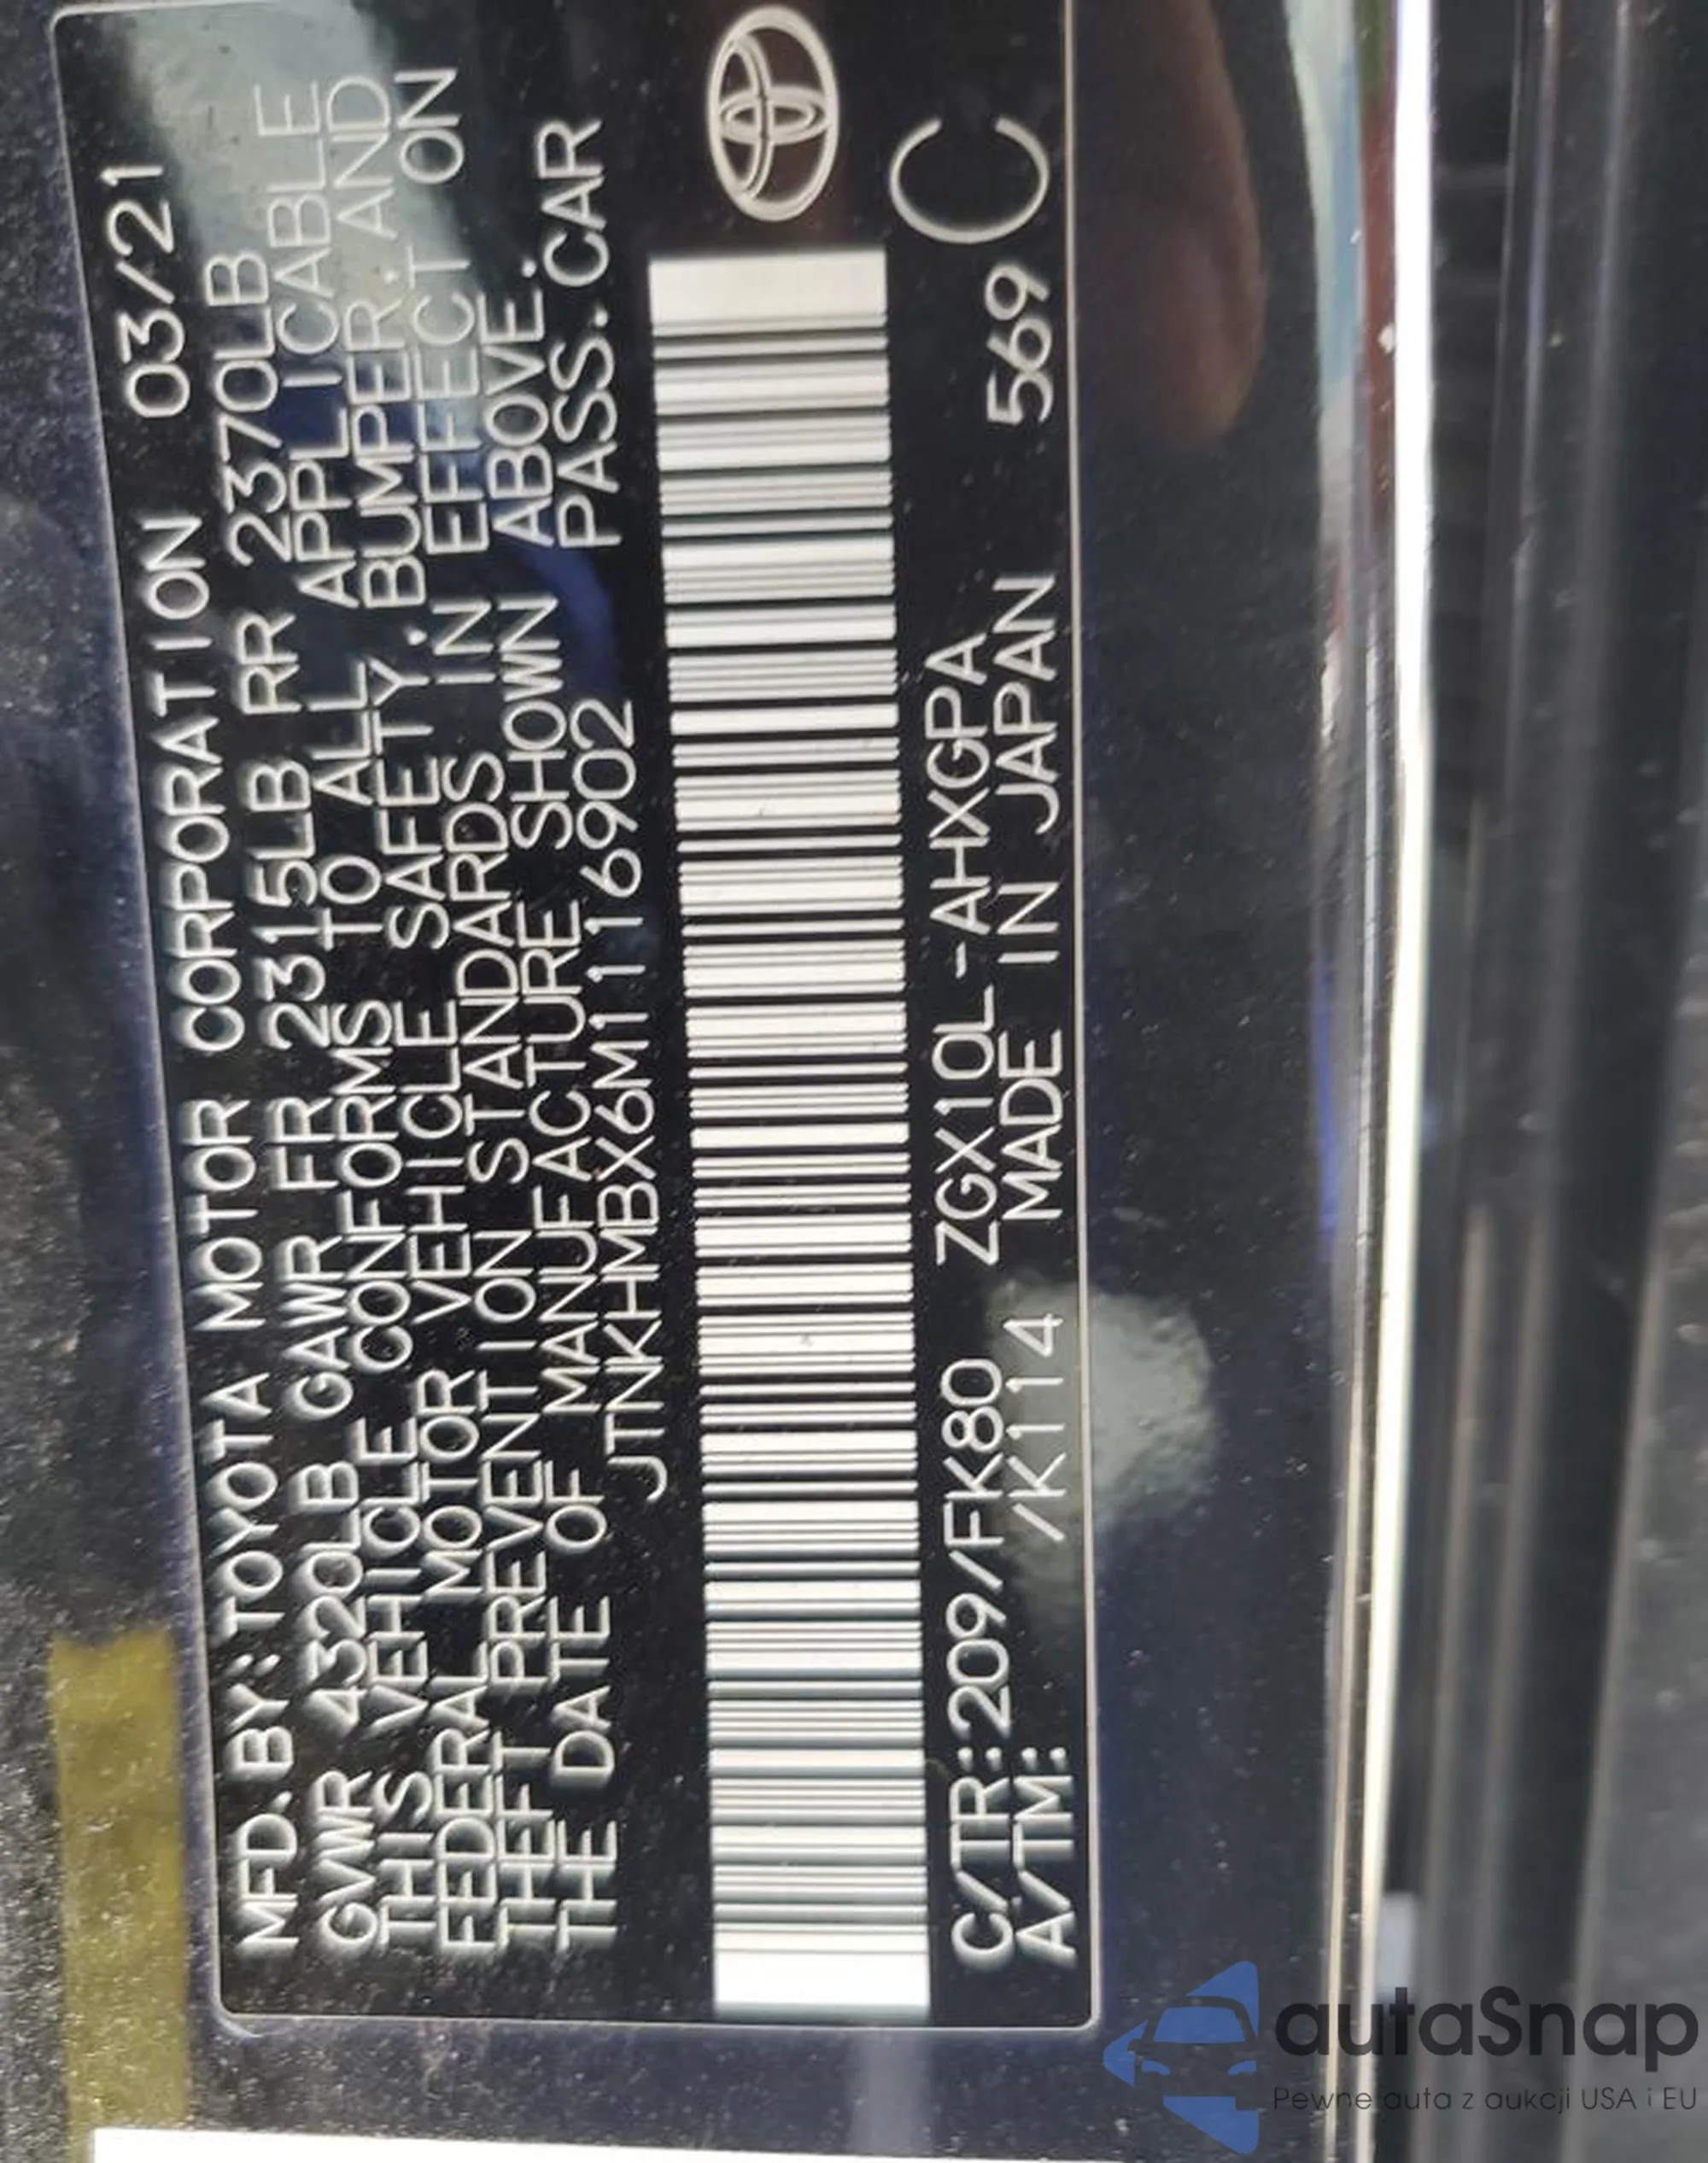 MFD. BY: TOYOTA MOTOR CORPORATION 03/21
GVWR 4320LB GAWR FR 2315LB RR 2370LB
THIS VEHICLE CONFORMS TO ALL APPLICABLE
FEDERAL MOTOR VEHICLE SAFETY, BUMPER, AND
THEFT PREVENTION STANDARDS IN EFFECT ON
THE DATE OF MANUFACTURE SHOWN ABOVE.
JTNKHMBX6M1116902 PASS. CAR
C/TR:209/FK80 ZGX10L-AHXGPA
A/TM: /K114 MADE IN JAPAN 569 C
autaSnap
Pewne auta z aukcji USA i EU